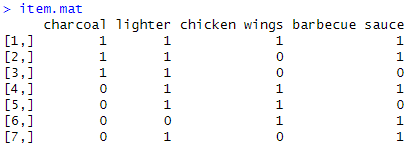 > item.mat
charcoal lighter chicken wings barbecue sauce
[1,] 1 1 1 1
[2,] 1 1 0 1
[3,] 1 1 0 0
[4,] 0 1 1 1
[5,] 0 1 1 0
[6,] 0 0 1 1
[7,] 0 1 0 1